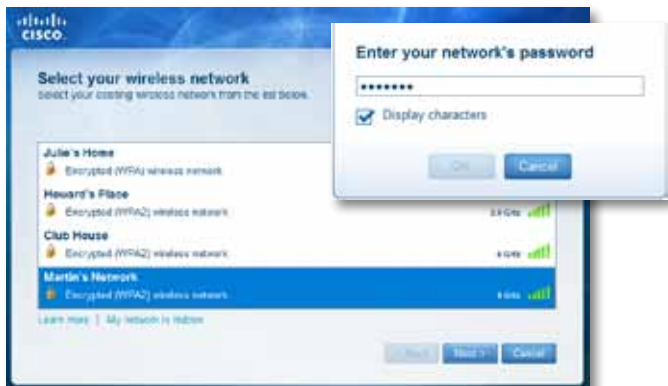 cisco
Select your wireless network
Select your existing wireless network from the list below.
Julie's Home
Encrypted (WPA) wireless network
Howard's Place
Encrypted (WPA2) wireless network
Club House
Encrypted (WPA2) wireless network
5 GHz
Martin's Network
Encrypted (WPA2) wireless network
Learn more | My network is hidden
Next >
Cancel
Enter your network's password
•••••••
Display characters
OK
Cancel